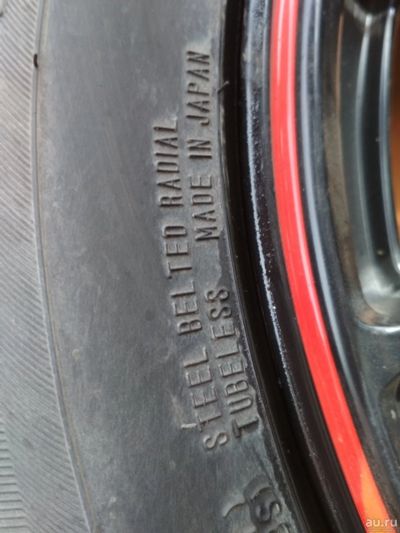 STEEL BELTED RADIAL
TUBELESS MADE IN JAPAN
au.ru